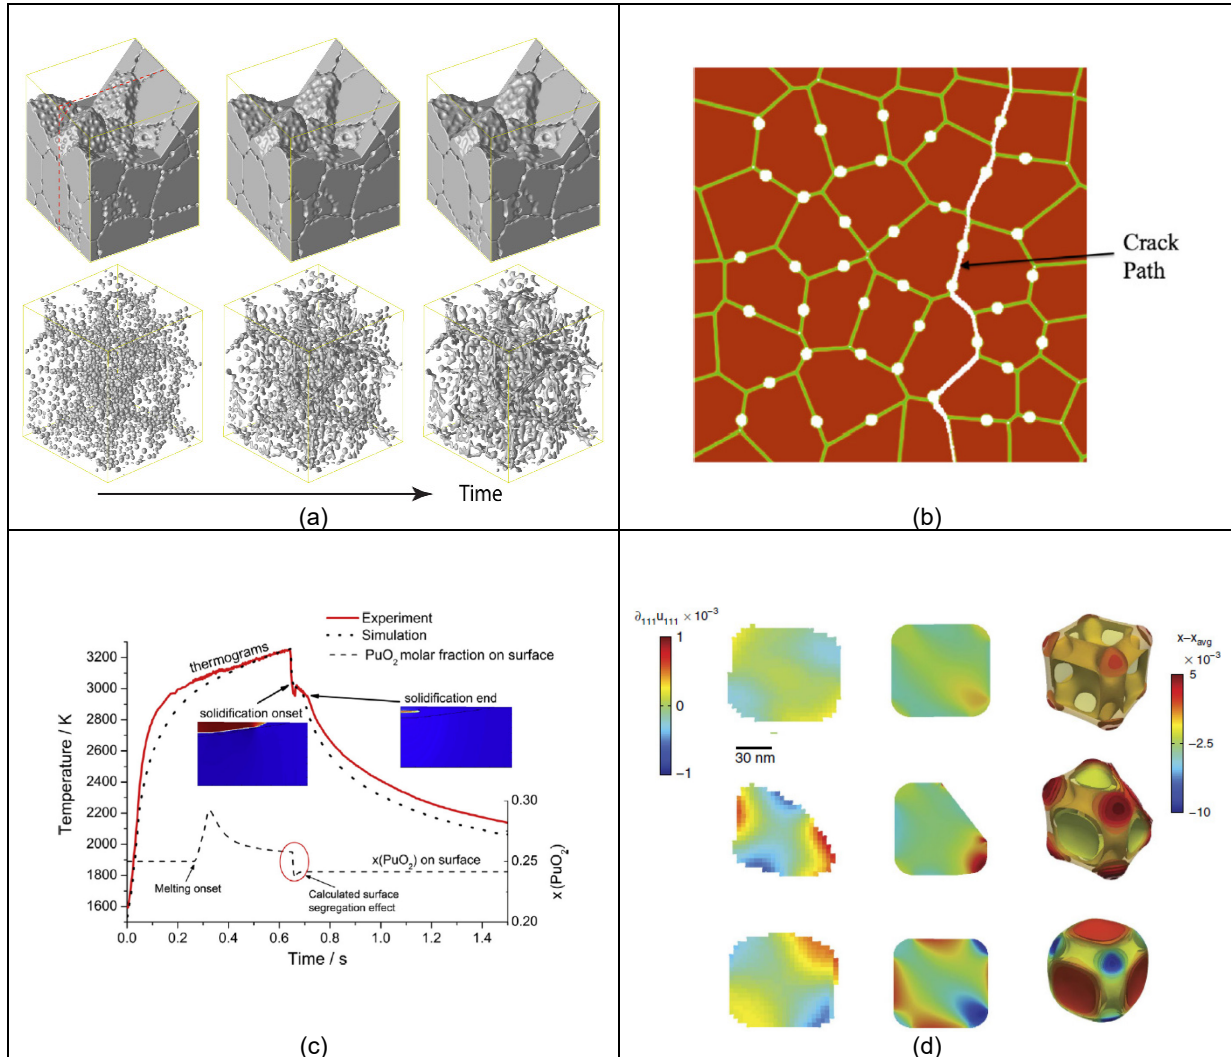 Time
(a)
Crack
Path
(b)
Experiment
Simulation
PuO₂ molar fraction on surface
thermograms
solidification onset
solidification end
Temperature / K
3200
3000
2800
2600
2400
2200
2000
1800
1600
0.30
0.25
0.20
x(PuO₂)
x(PuO₂) on surface
Melting onset
Calculated surface
segregation effect
0.0 0.2 0.4 0.6 0.8 1.0 1.2 1.4
Time / s
(c)
∂₁₁₁u₁₁₁ × 10⁻³
1
0
−1
30 nm
x−xavg
× 10⁻³
5
−2.5
−10
(d)